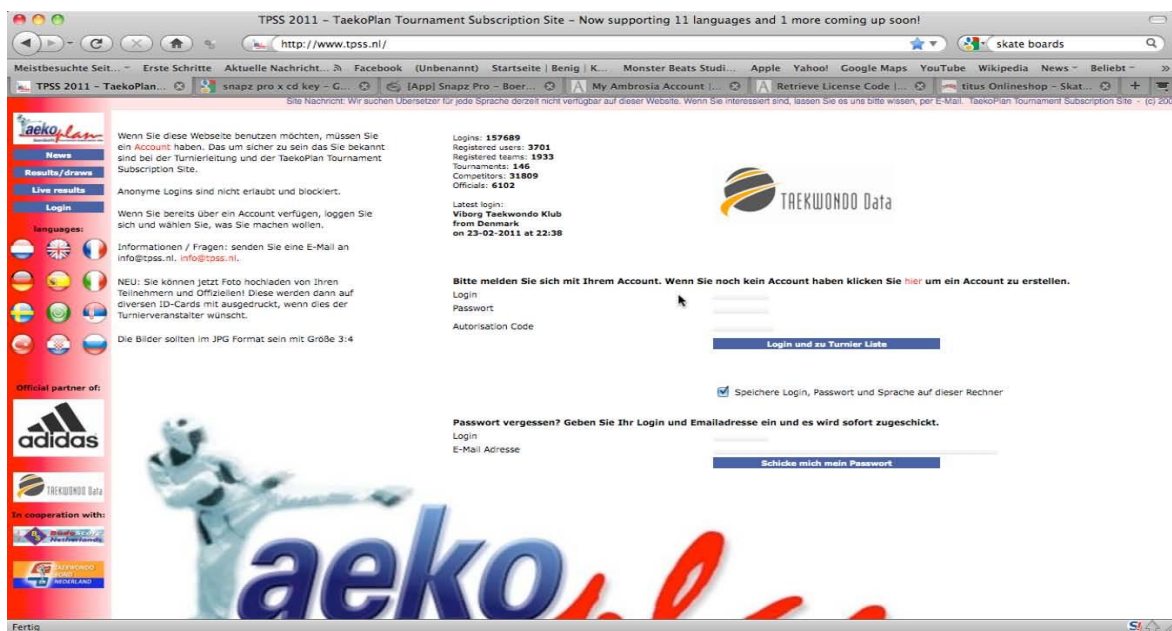 TPSS 2011 – TaekoPlan Tournament Subscription Site – Now supporting 11 languages and 1 more coming up soon!
http://www.tpss.nl/
skate boards
Meistbesuchte Seit... Erste Schritte Aktuelle Nachricht... Facebook (Unbenannt) Startseite | Benig | K... Monster Beats Studi... Apple Yahoo! Google Maps YouTube Wikipedia News Beliebt »
TPSS 2011 – TaekoPlan... snapz pro x cd key – G... [App] Snapz Pro – Boer... My Ambrosia Account |... Retrieve License Code |... titus Onlineshop – Skat... +
Site Nachricht: Wir suchen Übersetzer für jede Sprache derzeit nicht verfügbar auf dieser Website. Wenn Sie interessiert sind, lassen Sie es uns bitte wissen, per E-Mail. TaekoPlan Tournament Subscription Site - (c) 200
aekoplan
News
Results/draws
Live results
Login
languages:
Official partner of:
adidas
TAEKWONDO Data
In cooperation with:
BudoScore
Netherlands
TAEKWONDO
BOND
NEDERLAND
Wenn Sie diese Webseite benutzen möchten, müssen Sie
ein Account haben. Das um sicher zu sein das Sie bekannt
sind bei der Turnierleitung und der TaekoPlan Tournament
Subscription Site.
Anonyme Logins sind nicht erlaubt und blockiert.
Wenn Sie bereits über ein Account verfügen, loggen Sie
sich und wählen Sie, was Sie machen wollen.
Informationen / Fragen: senden Sie eine E-Mail an
info@tpss.nl. info@tpss.nl.
NEU: Sie können jetzt Foto hochladen von Ihren
Teilnehmern und Offiziellen! Diese werden dann auf
diversen ID-Cards mit ausgedruckt, wenn dies der
Turnierveranstalter wünscht.
Die Bilder sollten im JPG Format sein mit Größe 3:4
Logins: 157689
Registered users: 3701
Registered teams: 1933
Tournaments: 146
Competitors: 31809
Officials: 6102
Latest login:
Viborg Taekwondo Klub
from Denmark
on 23-02-2011 at 22:38
TAEKWONDO Data
Bitte melden Sie sich mit Ihrem Account. Wenn Sie noch kein Account haben klicken Sie hier um ein Account zu erstellen.
Login
Passwort
Autorisation Code
Login und zu Turnier Liste
Speichere Login, Passwort und Sprache auf dieser Rechner
Passwort vergessen? Geben Sie Ihr Login und Emailadresse ein und es wird sofort zugeschickt.
Login
E-Mail Adresse
Schicke mich mein Passwort
aekoplan
Fertig